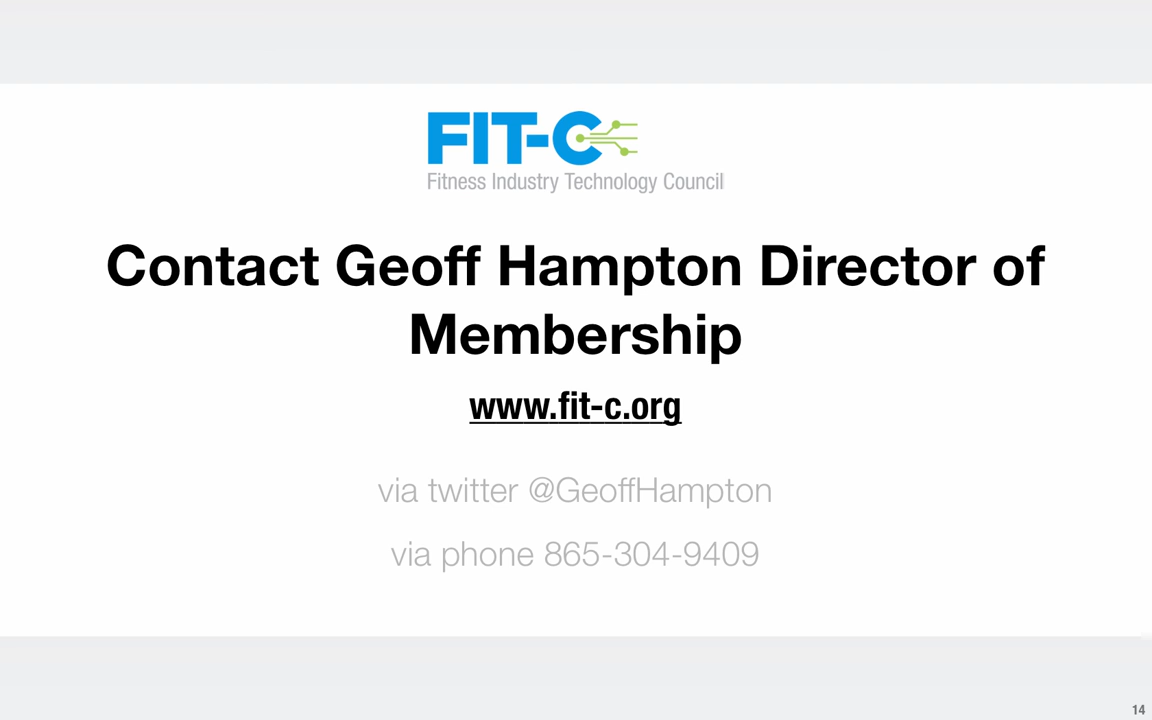 FIT-C
Fitness Industry Technology Council
Contact Geoff Hampton Director of
Membership
www.fit-c.org
via twitter @GeoffHampton
via phone 865-304-9409
14